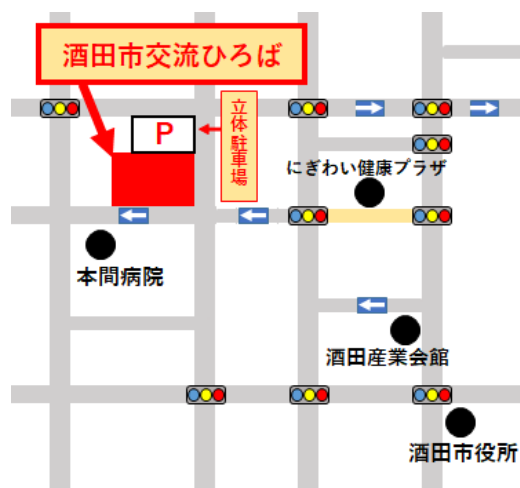 酒田市交流ひろば
P
立体駐車場
にぎわい健康プラザ
本間病院
酒田産業会館
酒田市役所